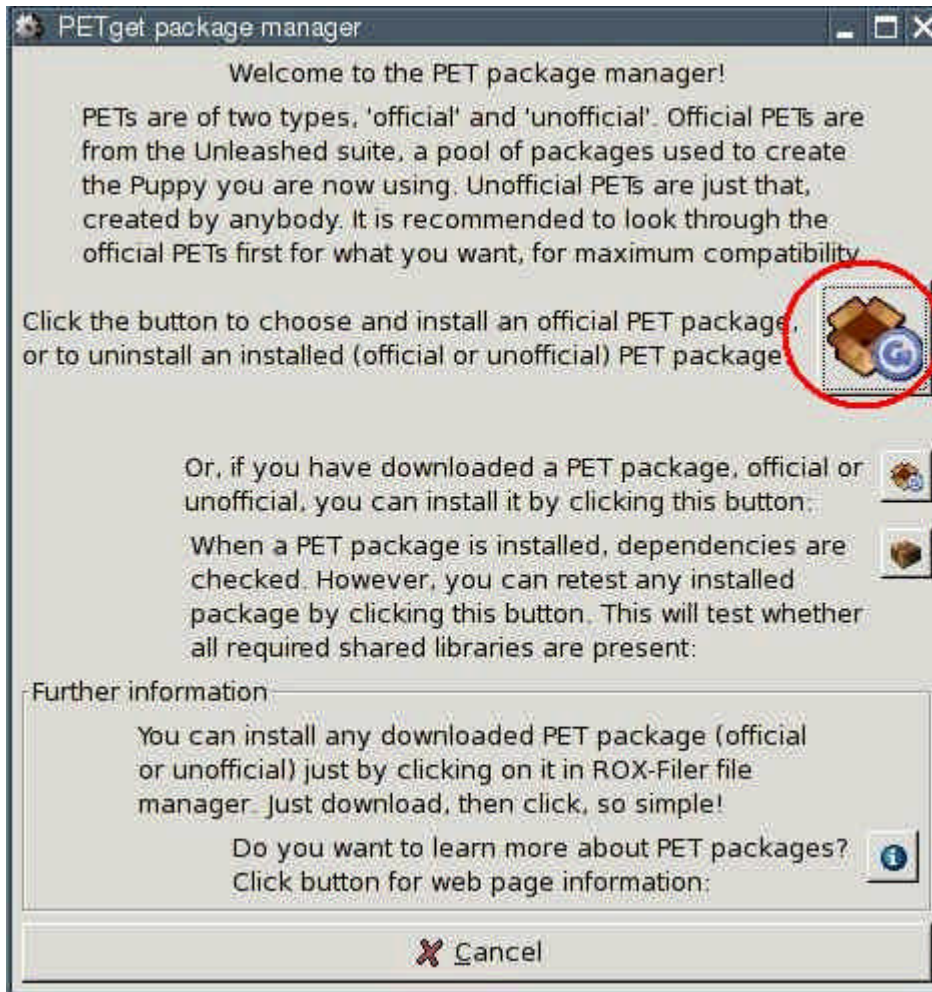 PETget package manager
Welcome to the PET package manager!
PETs are of two types, 'official' and 'unofficial'. Official PETs are
from the Unleashed suite, a pool of packages used to create
the Puppy you are now using. Unofficial PETs are just that,
created by anybody. It is recommended to look through the
official PETs first for what you want, for maximum compatibility
Click the button to choose and install an official PET package,
or to uninstall an installed (official or unofficial) PET package
Or, if you have downloaded a PET package, official or
unofficial, you can install it by clicking this button:
When a PET package is installed, dependencies are
checked. However, you can retest any installed
package by clicking this button. This will test whether
all required shared libraries are present:
Further information
You can install any downloaded PET package (official
or unofficial) just by clicking on it in ROX-Filer file
manager. Just download, then click, so simple!
Do you want to learn more about PET packages?
Click button for web page information:
Cancel